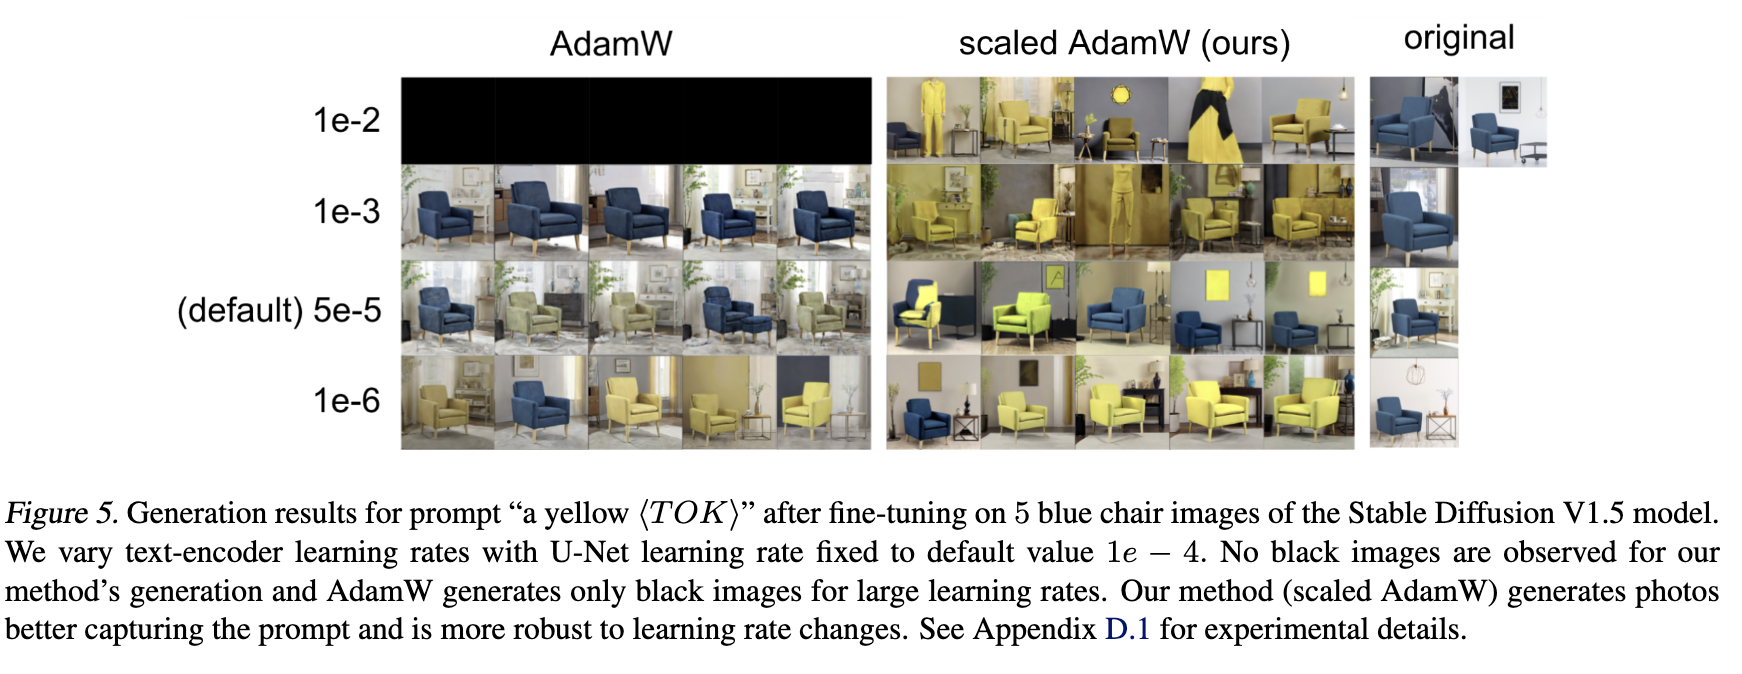 AdamW
scaled AdamW (ours)
original
1e-2
1e-3
(default) 5e-5
1e-6
Figure 5. Generation results for prompt “a yellow ⟨TOK⟩” after fine-tuning on 5 blue chair images of the Stable Diffusion V1.5 model.
We vary text-encoder learning rates with U-Net learning rate fixed to default value 1e − 4. No black images are observed for our
method’s generation and AdamW generates only black images for large learning rates. Our method (scaled AdamW) generates photos
better capturing the prompt and is more robust to learning rate changes. See Appendix D.1 for experimental details.